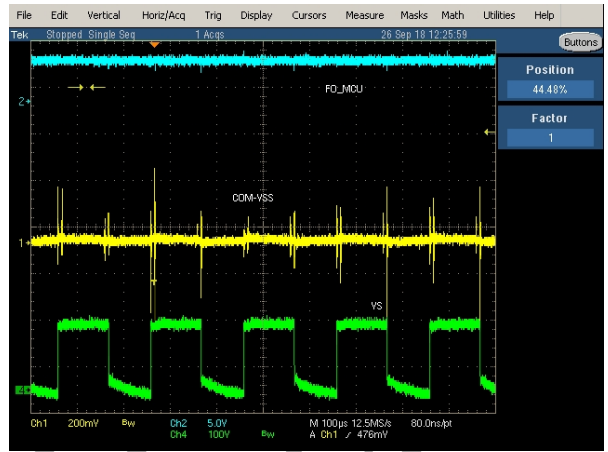 File Edit Vertical Horiz/Acq Trig Display Cursors Measure Masks Math Utilities Help
Tek Stopped Single Seq 1 Acqs 26 Sep 18 12:25:59
Buttons
Position
44.48%
Factor
1
FO_MCU
2
COM-VSS
1
T
VS
4
Ch1 200mV Bw Ch2 5.0V M 100µs 12.5MS/s 80.0ns/pt
Ch4 100V Bw A Ch1 / 476mV